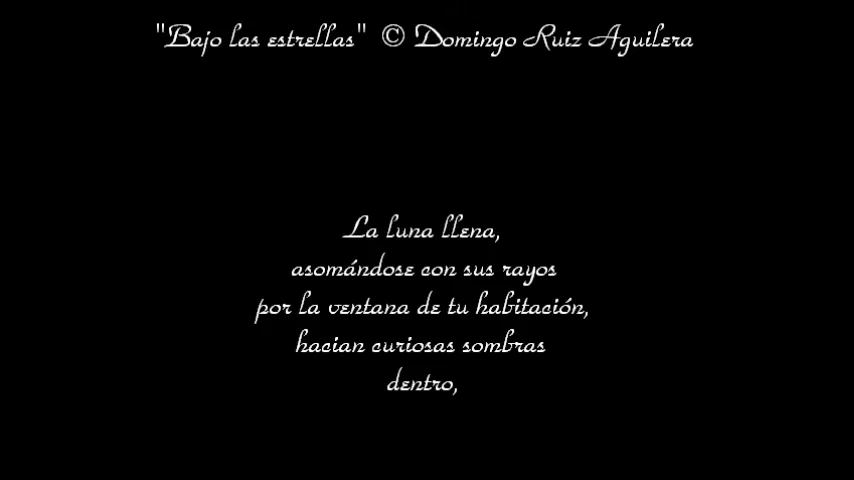 "Bajo las estrellas" © Domingo Ruiz Aguilera
La luna llena,
asomándose con sus rayos
por la ventana de tu habitación,
hacian curiosas sombras
dentro,